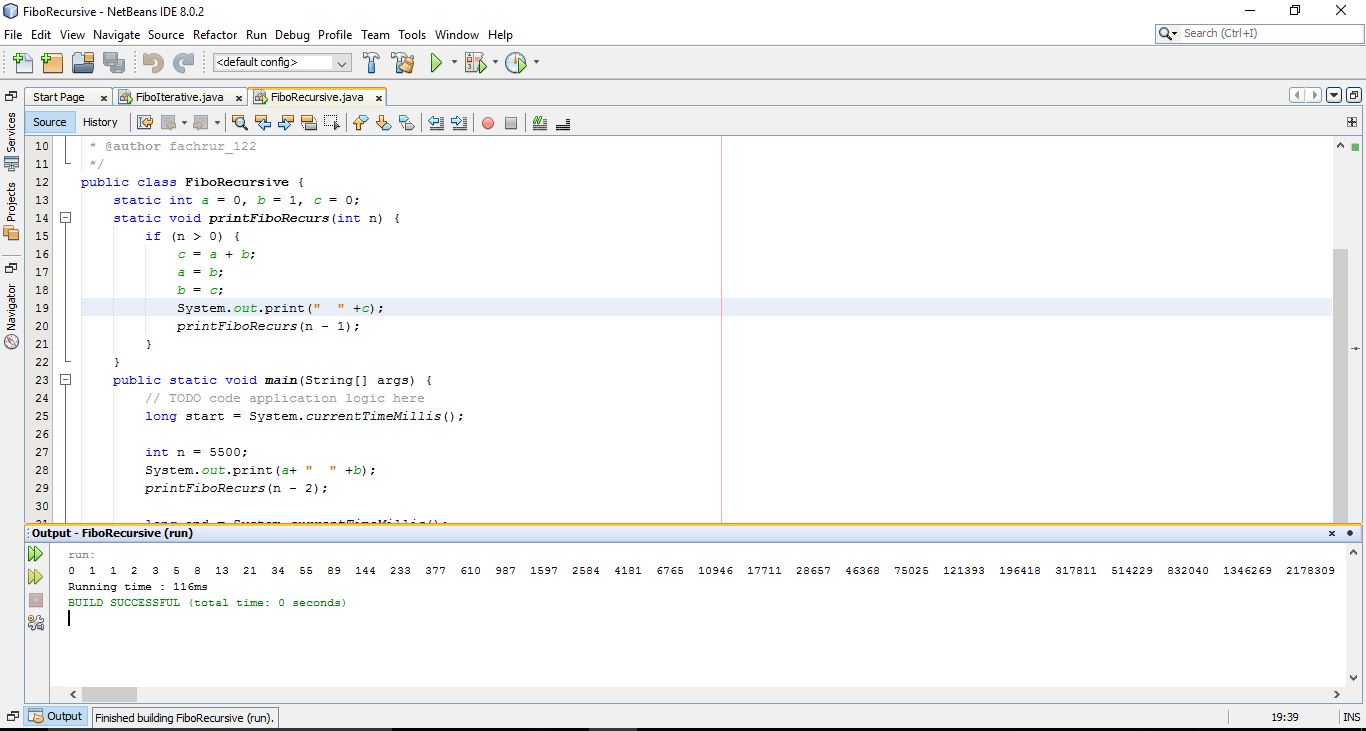 FiboRecursive - NetBeans IDE 8.0.2
File Edit View Navigate Source Refactor Run Debug Profile Team Tools Window Help
Search (Ctrl+I)
<default config>
Start Page x FiboIterative.java x FiboRecursive.java x
Source History
Services
Projects
Navigator
10 * @author fachrur_122
11 */
12 public class FiboRecursive {
13 static int a = 0, b = 1, c = 0;
14 static void printFiboRecurs(int n) {
15 if (n > 0) {
16 c = a + b;
17 a = b;
18 b = c;
19 System.out.print("  " +c);
20 printFiboRecurs(n - 1);
21 }
22 }
23 public static void main(String[] args) {
24 // TODO code application logic here
25 long start = System.currentTimeMillis();
26
27 int n = 5500;
28 System.out.print(a+ "  " +b);
29 printFiboRecurs(n - 2);
30
31 long end = System.currentTimeMillis();
Output - FiboRecursive (run)
run:
0 1 1 2 3 5 8 13 21 34 55 89 144 233 377 610 987 1597 2584 4181 6765 10946 17711 28657 46368 75025 121393 196418 317811 514229 832040 1346269 2178309
Running time : 116ms
BUILD SUCCESSFUL (total time: 0 seconds)
Output Finished building FiboRecursive (run). 19:39 INS